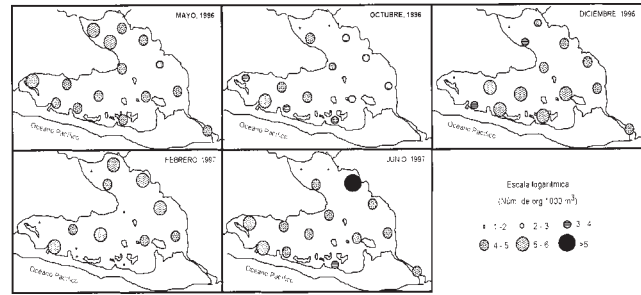 MAYO, 1996
OCTUBRE, 1996
DICIEMBRE, 1996
Océano Pacífico
Océano Pacífico
Océano Pacífico
FEBRERO, 1997
JUNIO, 1997
Escala logarítmica
(Núm. de org 1000 m³)
1 - 2
2 - 3
3 - 4
4 - 5
5 - 6
>6
Océano Pacífico
Océano Pacífico